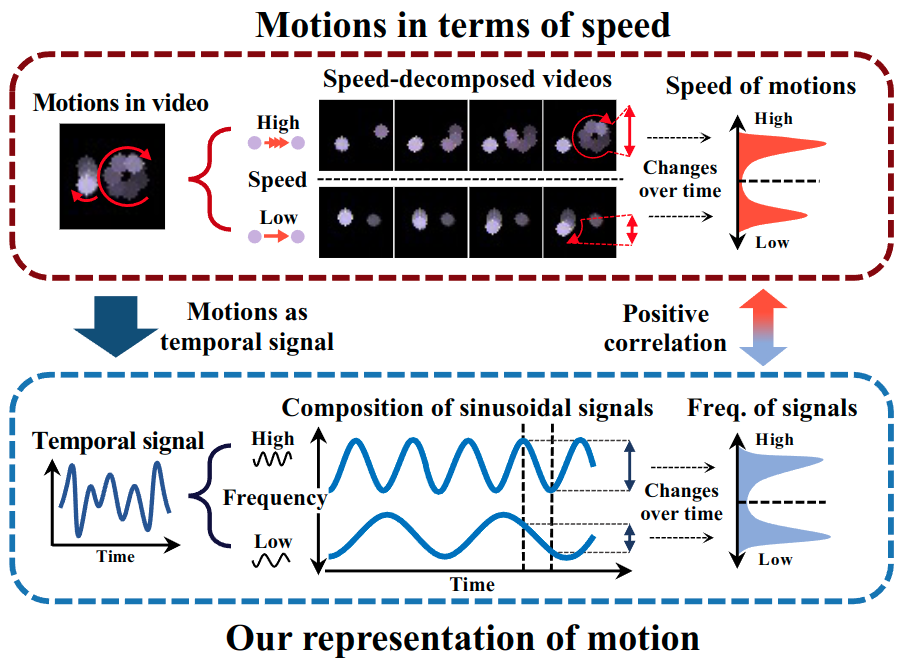 Motions in terms of speed
Motions in video
High
Speed
Low
Speed-decomposed videos
Changes
over time
Speed of motions
High
Low
Motions as
temporal signal
Positive
correlation
Temporal signal
Time
High
Frequency
Low
Composition of sinusoidal signals
Time
Changes
over time
Freq. of signals
High
Low
Our representation of motion